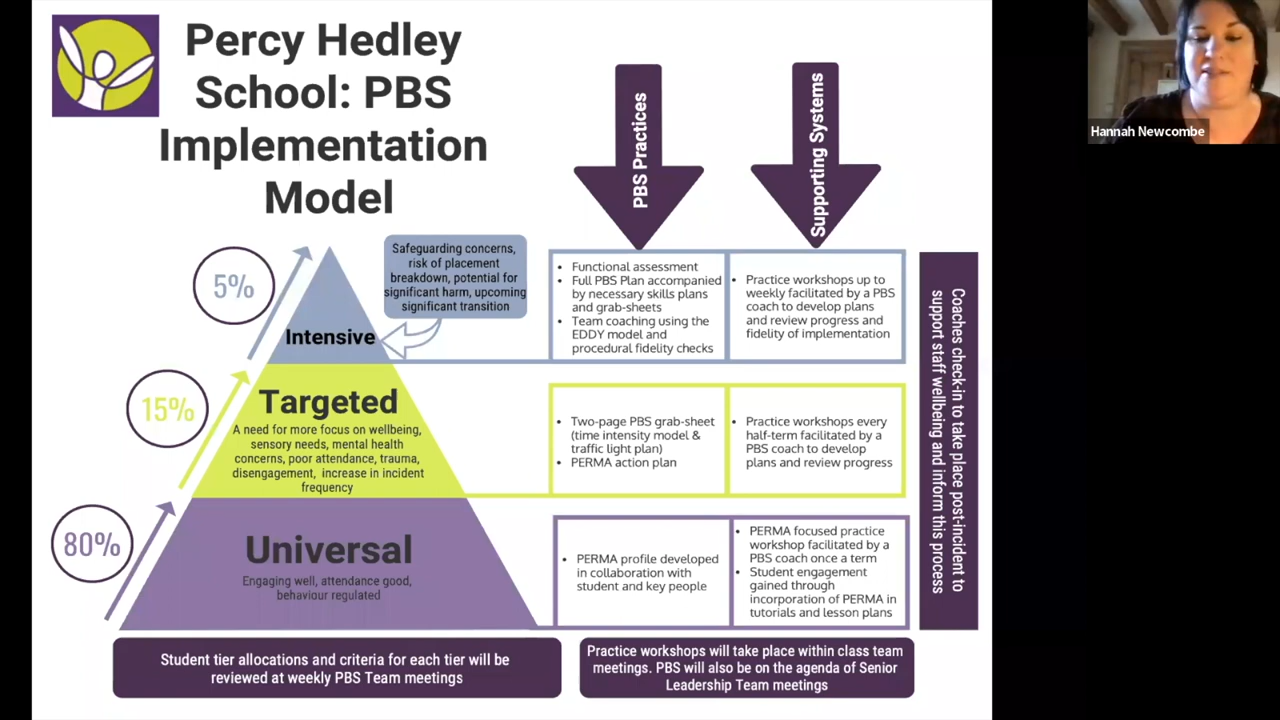 Percy Hedley
School: PBS
Implementation
Model
PBS Practices
Supporting Systems
Hannah Newcombe
5%
Safeguarding concerns,
risk of placement
breakdown, potential for
significant harm, upcoming
significant transition
Intensive
• Functional assessment
• Full PBS Plan accompanied
by necessary skills plans
and grab-sheets
• Team coaching using the
EDDY model and
procedural fidelity checks
• Practice workshops up to
weekly facilitated by a PBS
coach to develop plans
and review progress and
fidelity of implementation
15%
Targeted
A need for more focus on wellbeing,
sensory needs, mental health
concerns, poor attendance, trauma,
disengagement, increase in incident
frequency
• Two-page PBS grab-sheet
(time intensity model &
traffic light plan)
• PERMA action plan
• Practice workshops every
half-term facilitated by a
PBS coach to develop
plans and review progress
80%
Universal
Engaging well, attendance good,
behaviour regulated
• PERMA profile developed
in collaboration with
student and key people
• PERMA focused practice
workshop facilitated by a
PBS coach once a term
• Student engagement
gained through
incorporation of PERMA in
tutorials and lesson plans
Coaches check-in to take place post-incident to
support staff wellbeing and inform this process
Student tier allocations and criteria for each tier will be
reviewed at weekly PBS Team meetings
Practice workshops will take place within class team
meetings. PBS will also be on the agenda of Senior
Leadership Team meetings